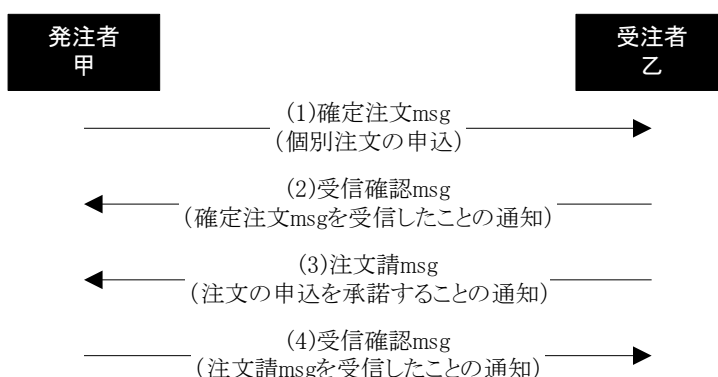 発注者
甲
受注者
乙
(1)確定注文msg
(個別注文の申込)
(2)受信確認msg
(確定注文msgを受信したことの通知)
(3)注文請msg
(注文の申込を承諾することの通知)
(4)受信確認msg
(注文請msgを受信したことの通知)